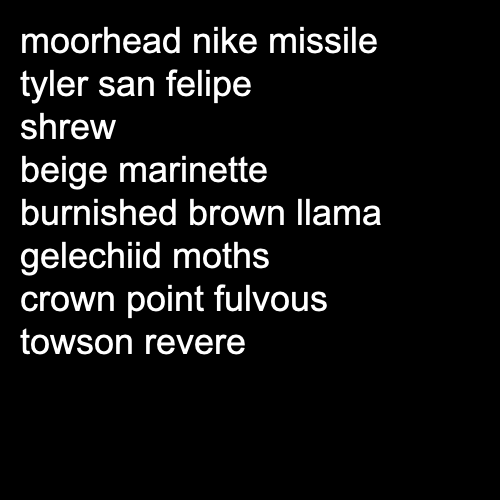 moorhead nike missile
tyler san felipe
shrew
beige marinette
burnished brown llama
gelechiid moths
crown point fulvous
towson revere